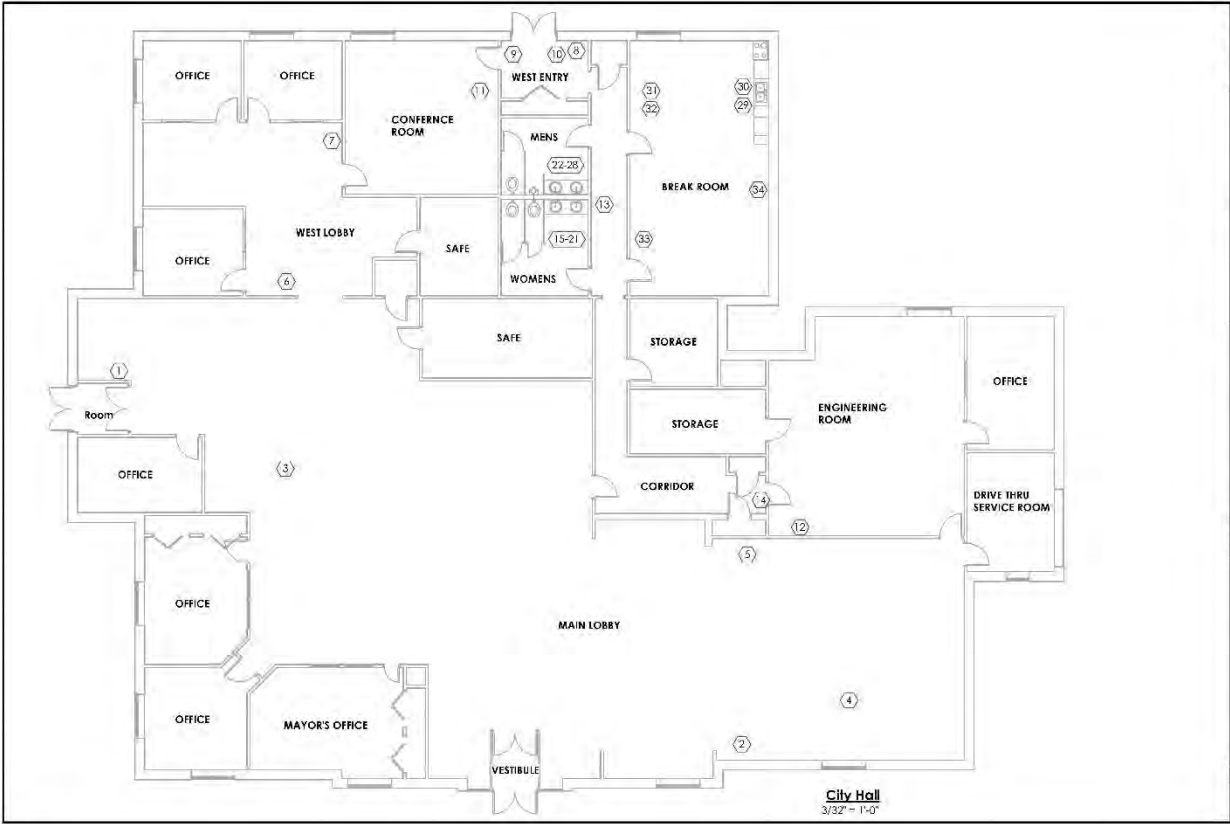 OFFICE
OFFICE
9
10
8
WEST ENTRY
11
CONFERNCE
ROOM
7
MENS
22-28
31
32
30
29
BREAK ROOM
34
13
33
WEST LOBBY
SAFE
15-21
WOMENS
OFFICE
6
SAFE
STORAGE
1
Room
STORAGE
ENGINEERING
ROOM
OFFICE
OFFICE
3
CORRIDOR
14
12
DRIVE THRU
SERVICE ROOM
5
OFFICE
MAIN LOBBY
OFFICE
MAYOR'S OFFICE
4
2
VESTIBULE
City Hall
3/32" = 1'-0"